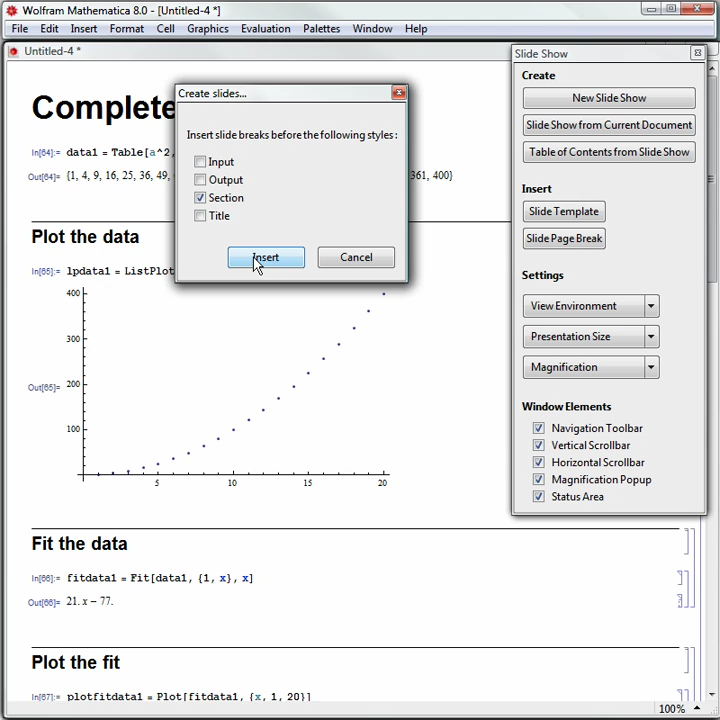 Wolfram Mathematica 8.0 - [Untitled-4 *]
File Edit Insert Format Cell Graphics Evaluation Palettes Window Help
Untitled-4 *
Complete
In[64]:= data1 = Table[a^2,
Out[64]= {1, 4, 9, 16, 25, 36, 49, 361, 400}
Plot the data
In[65]:= lpdata1 = ListPlot
Out[65]=
400
300
200
100
5 10 15 20
Fit the data
In[66]:= fitdata1 = Fit[data1, {1, x}, x]
Out[66]= 21. x - 77.
Plot the fit
In[67]:= plotfitdata1 = Plot[fitdata1, {x, 1, 20}]
100%
Create slides...
Insert slide breaks before the following styles:
Input
Output
Section
Title
Insert Cancel
Slide Show
Create
New Slide Show
Slide Show from Current Document
Table of Contents from Slide Show
Insert
Slide Template
Slide Page Break
Settings
View Environment
Presentation Size
Magnification
Window Elements
Navigation Toolbar
Vertical Scrollbar
Horizontal Scrollbar
Magnification Popup
Status Area